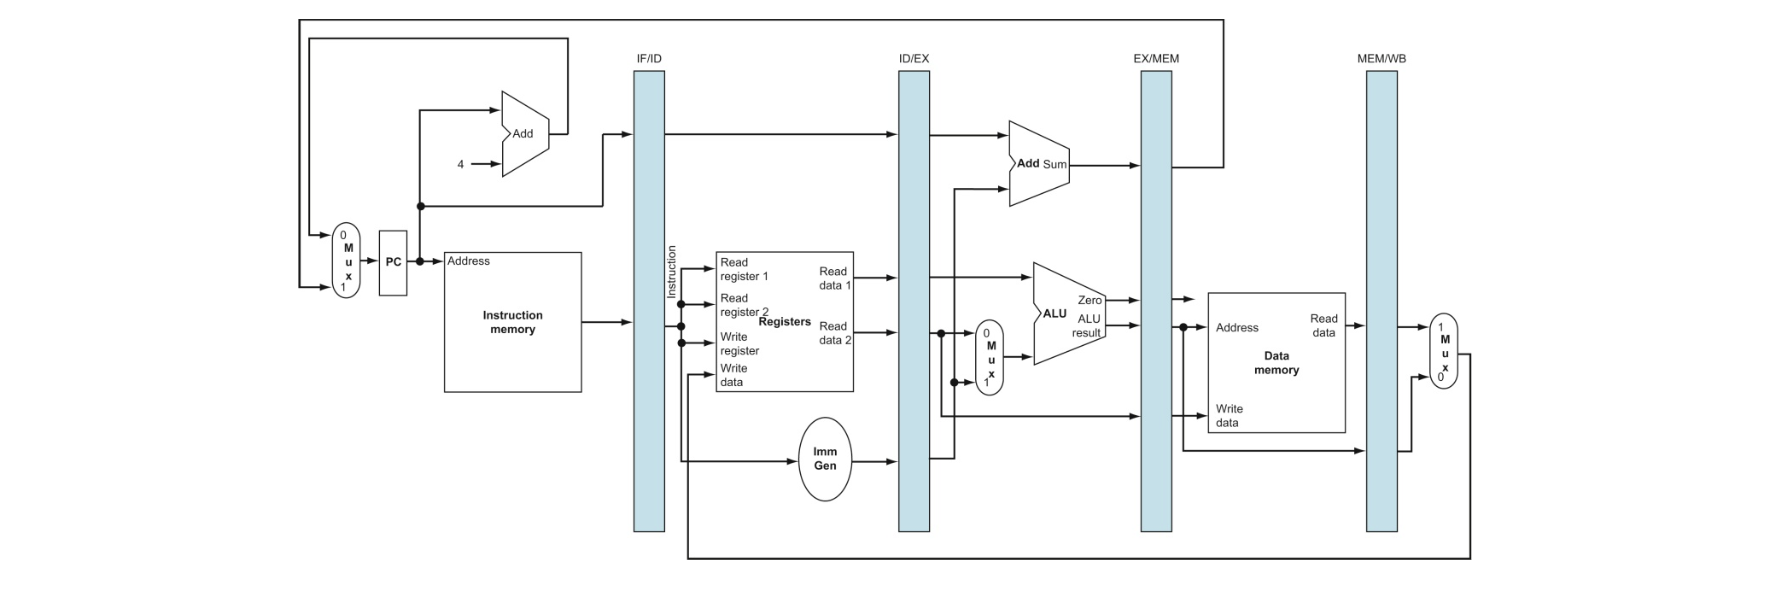 IF/ID
ID/EX
EX/MEM
MEM/WB
Add
4
Add Sum
0
M
u
x
1
PC
Address
Instruction
memory
Instruction
Read
register 1
Read
register 2
Registers
Write
register
Write
data
Read
data 1
Read
data 2
Imm
Gen
0
M
u
x
1
Zero
ALU
ALU
result
Address
Read
data
Data
memory
Write
data
1
M
u
x
0